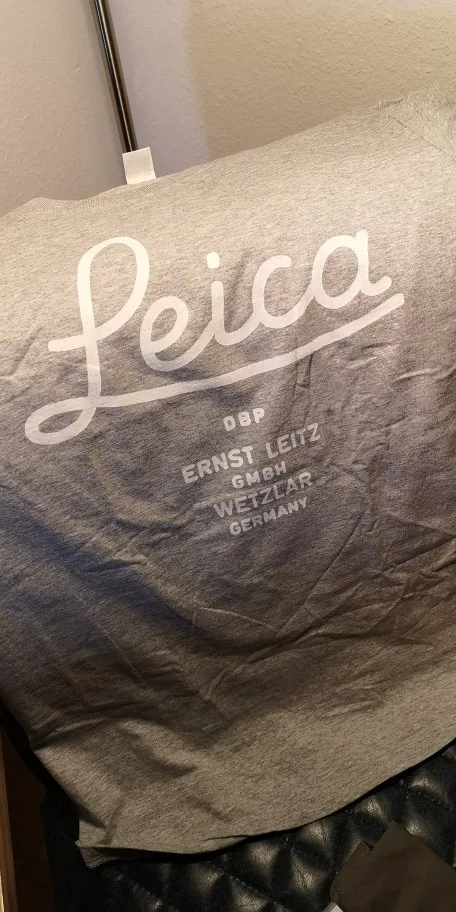 Leica
DBP
ERNST LEITZ
GMBH
WETZLAR
GERMANY